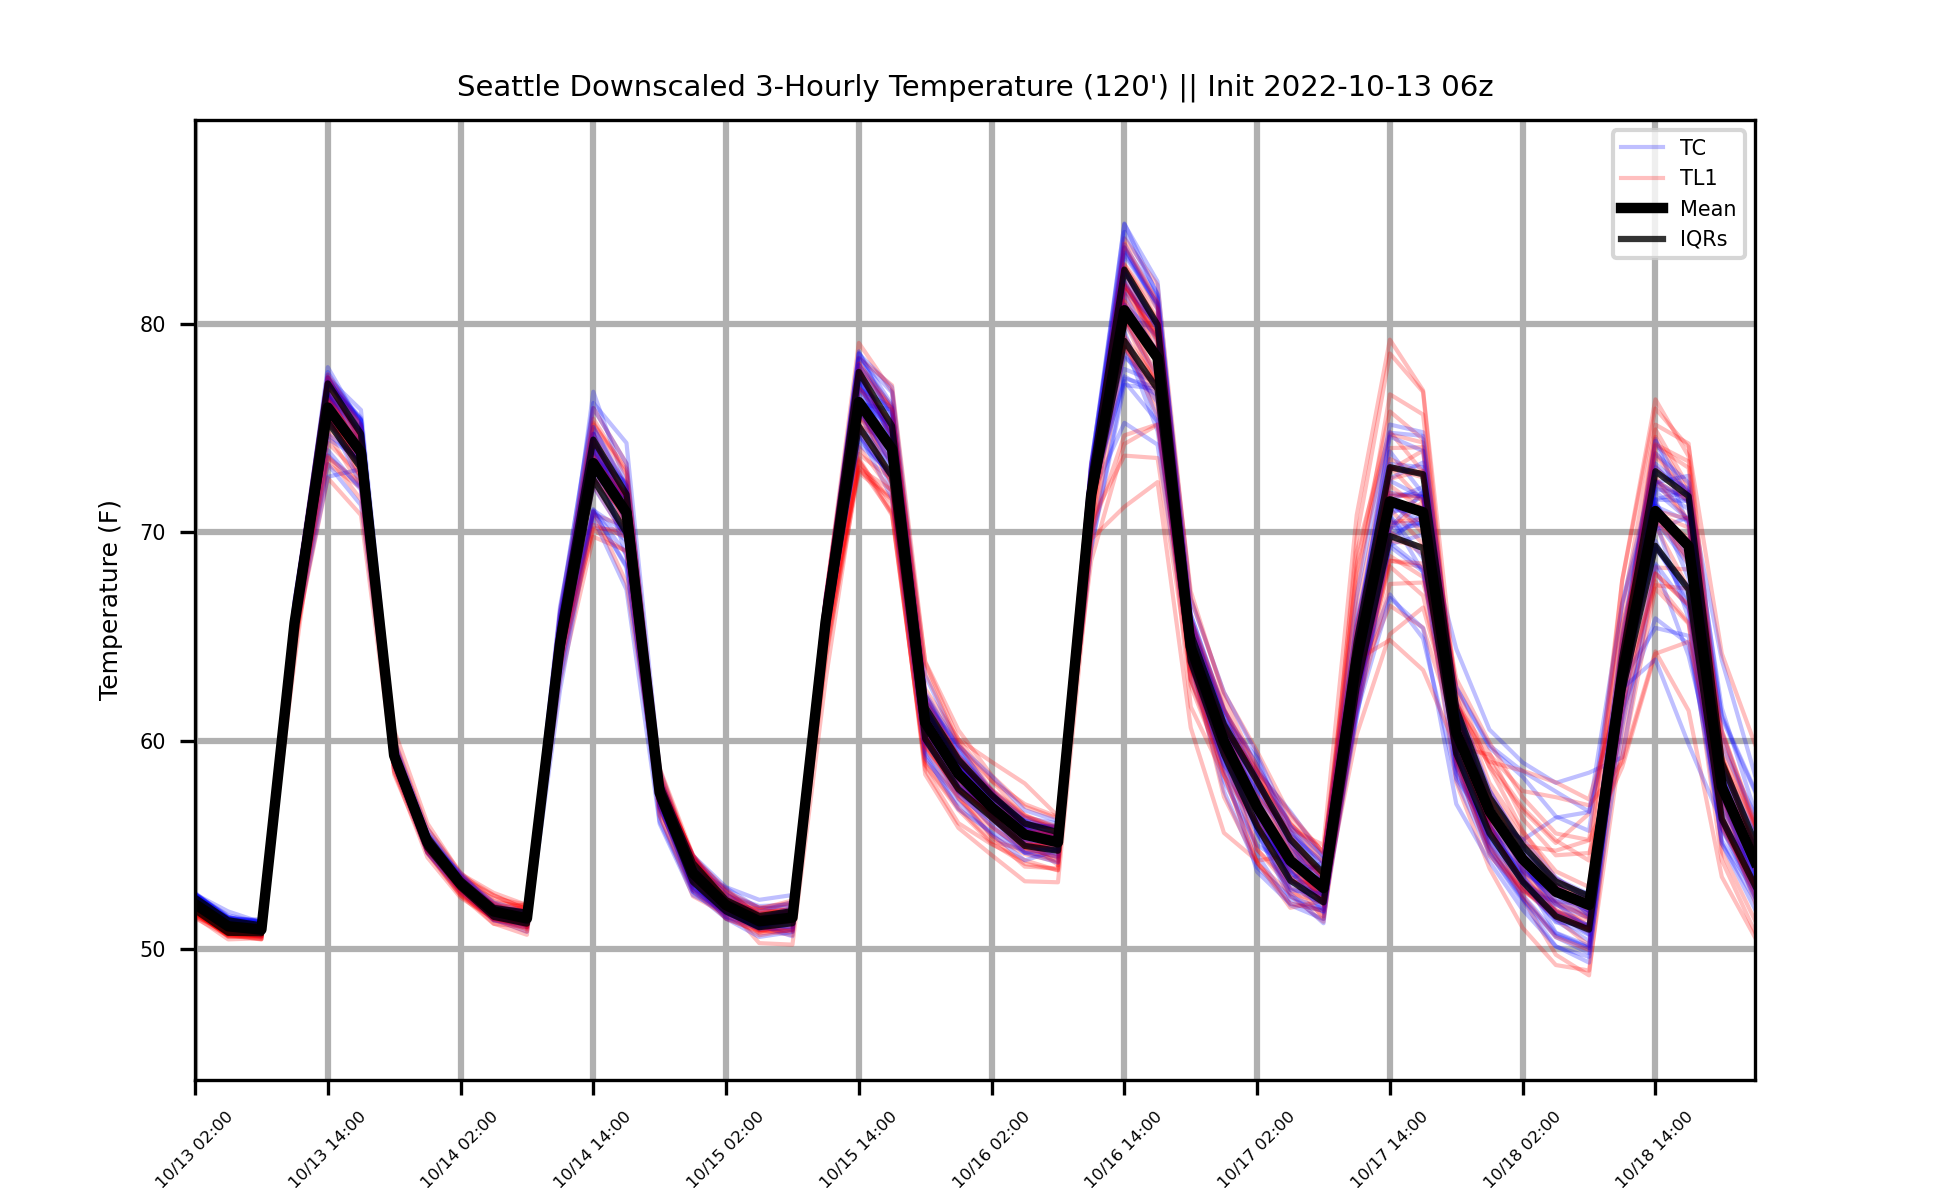 Seattle Downscaled 3-Hourly Temperature (120') || Init 2022-10-13 06z
TC
TL1
Mean
IQRs
Temperature (F)
80
70
60
50
10/13 02:00
10/13 14:00
10/14 02:00
10/14 14:00
10/15 02:00
10/15 14:00
10/16 02:00
10/16 14:00
10/17 02:00
10/17 14:00
10/18 02:00
10/18 14:00